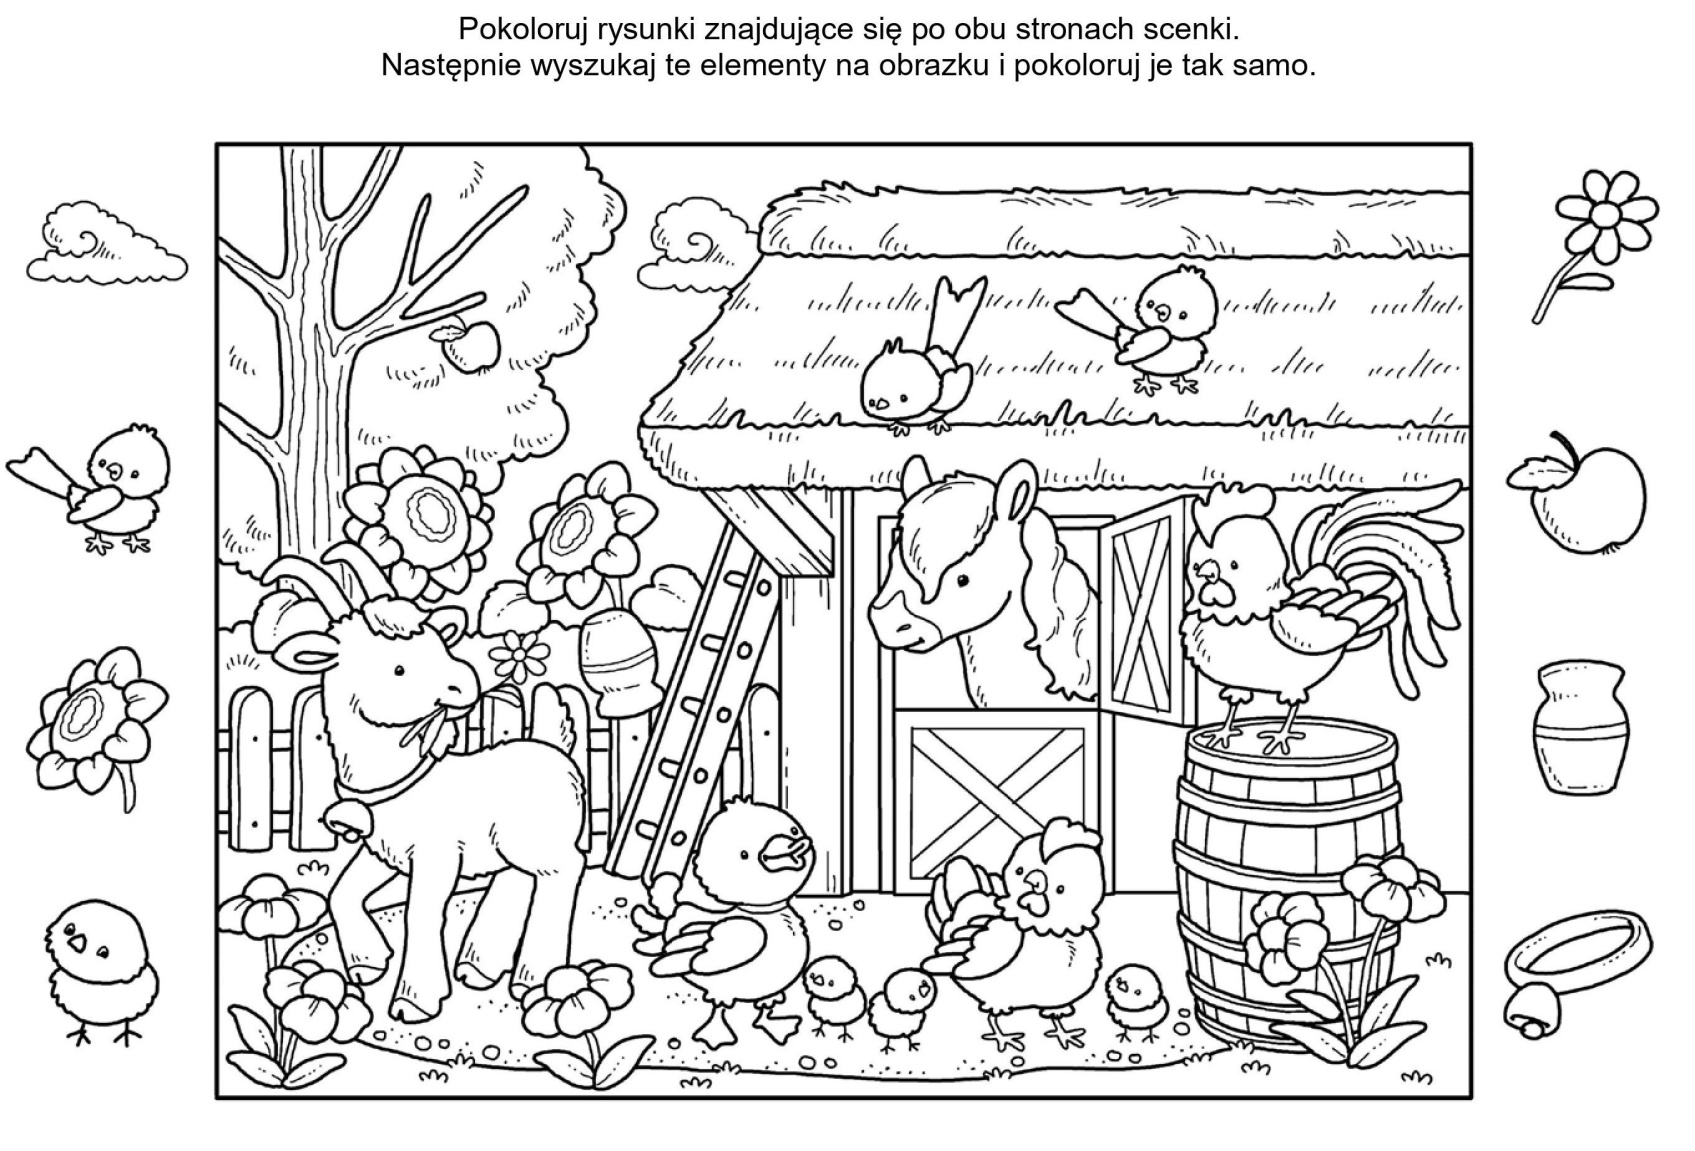 Pokoloruj rysunki znajdujące się po obu stronach scenki.
Następnie wyszukaj te elementy na obrazku i pokoloruj je tak samo.